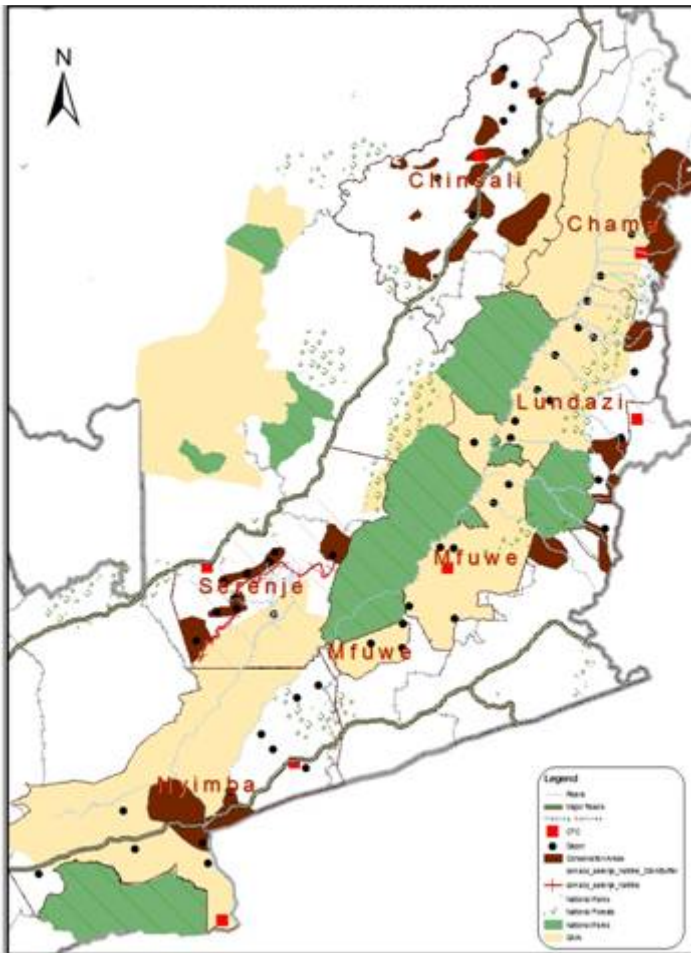 N
Chinsali
Chama
Lundazi
Mfuwe
Serenje
Mfuwe
Nyimba
Legend
Roads
Major Roads
CTC
Depot
Conservation Areas
National Parks
National Forests
National Parks
GMA